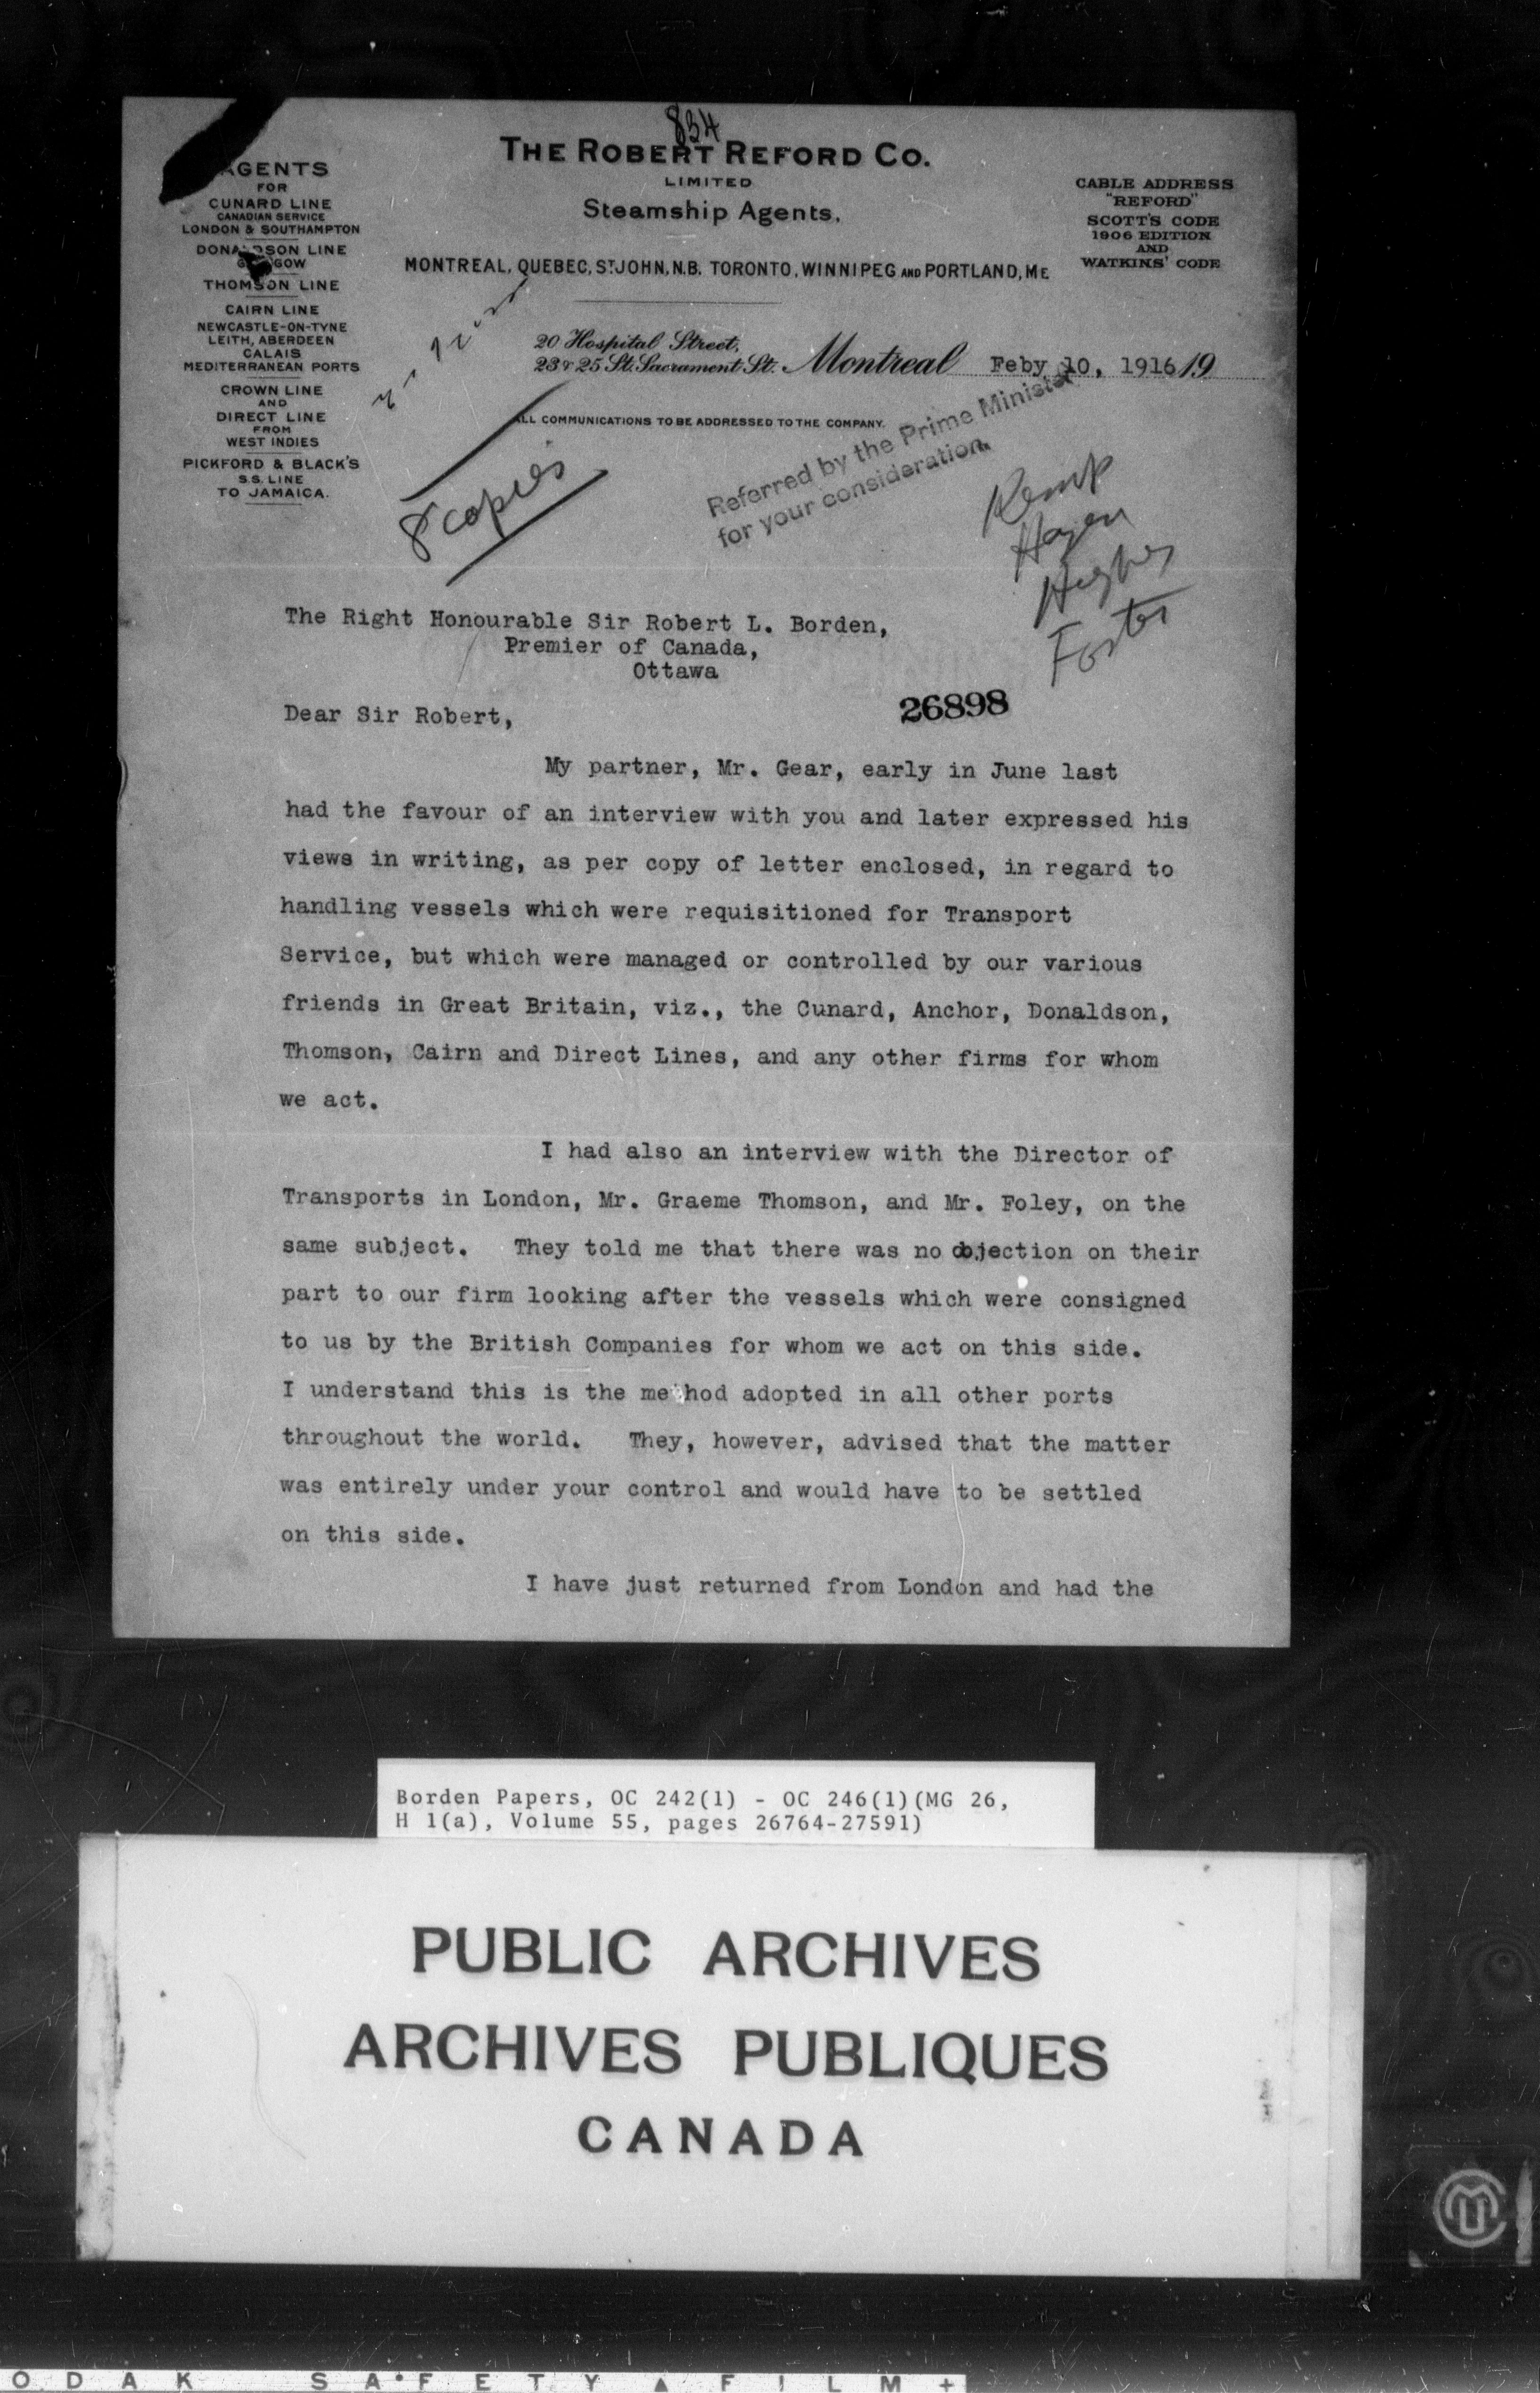 834
THE ROBERT REFORD CO.
LIMITED
Steamship Agents.
MONTREAL, QUEBEC, ST JOHN, N.B. TORONTO, WINNIPEG AND PORTLAND, ME
AGENTS
FOR
CUNARD LINE
CANADIAN SERVICE
LONDON & SOUTHAMPTON
DONALDSON LINE
GLASGOW
THOMSON LINE
CAIRN LINE
NEWCASTLE-ON-TYNE
LEITH, ABERDEEN
CALAIS
MEDITERRANEAN PORTS
CROWN LINE
AND
DIRECT LINE
FROM
WEST INDIES
PICKFORD & BLACK'S
S.S. LINE
TO JAMAICA.
CABLE ADDRESS
"REFORD"
SCOTT'S CODE
1906 EDITION
AND
WATKINS' CODE
20 Hospital Street,
23 & 25 St. Sacrament St. Montreal Feby 10, 1916 19
ALL COMMUNICATIONS TO BE ADDRESSED TO THE COMPANY.
8 copies
Referred by the Prime Minister
for your consideration.
Kemp
Hazen
Hughes
Foster
The Right Honourable Sir Robert L. Borden,
Premier of Canada,
Ottawa
26898
Dear Sir Robert,
My partner, Mr. Gear, early in June last
had the favour of an interview with you and later expressed his
views in writing, as per copy of letter enclosed, in regard to
handling vessels which were requisitioned for Transport
Service, but which were managed or controlled by our various
friends in Great Britain, viz., the Cunard, Anchor, Donaldson,
Thomson, Cairn and Direct Lines, and any other firms for whom
we act.
I had also an interview with the Director of
Transports in London, Mr. Graeme Thomson, and Mr. Foley, on the
same subject. They told me that there was no objection on their
part to our firm looking after the vessels which were consigned
to us by the British Companies for whom we act on this side.
I understand this is the method adopted in all other ports
throughout the world. They, however, advised that the matter
was entirely under your control and would have to be settled
on this side.
I have just returned from London and had the
Borden Papers, OC 242(1) - OC 246(1)(MG 26,
H 1(a), Volume 55, pages 26764-27591)
PUBLIC ARCHIVES
ARCHIVES PUBLIQUES
CANADA
ODAK SAFETY FILM